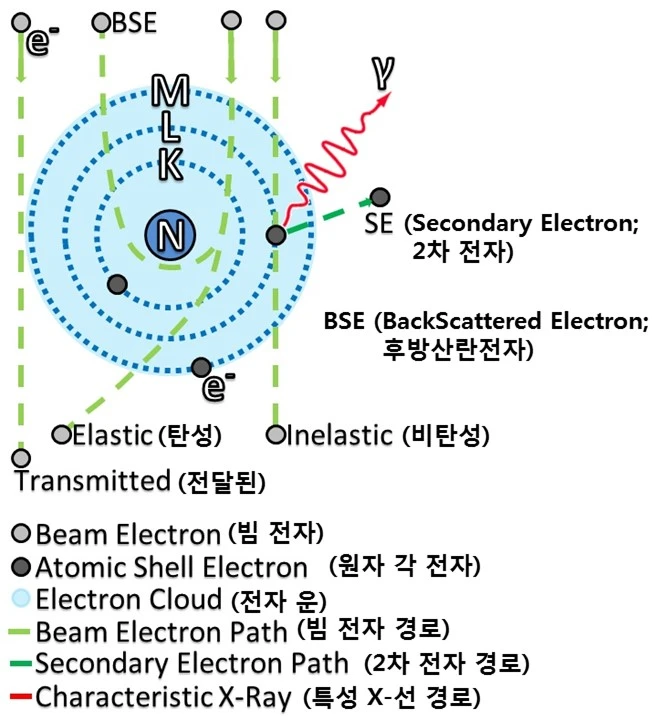 e-
BSE
γ
M
L
K
N
SE (Secondary Electron;
2차 전자)
BSE (BackScattered Electron;
후방산란전자)
e-
Elastic (탄성)
Inelastic (비탄성)
Transmitted (전달된)
Beam Electron (빔 전자)
Atomic Shell Electron (원자 각 전자)
Electron Cloud (전자 운)
Beam Electron Path (빔 전자 경로)
Secondary Electron Path (2차 전자 경로)
Characteristic X-Ray (특성 X-선 경로)